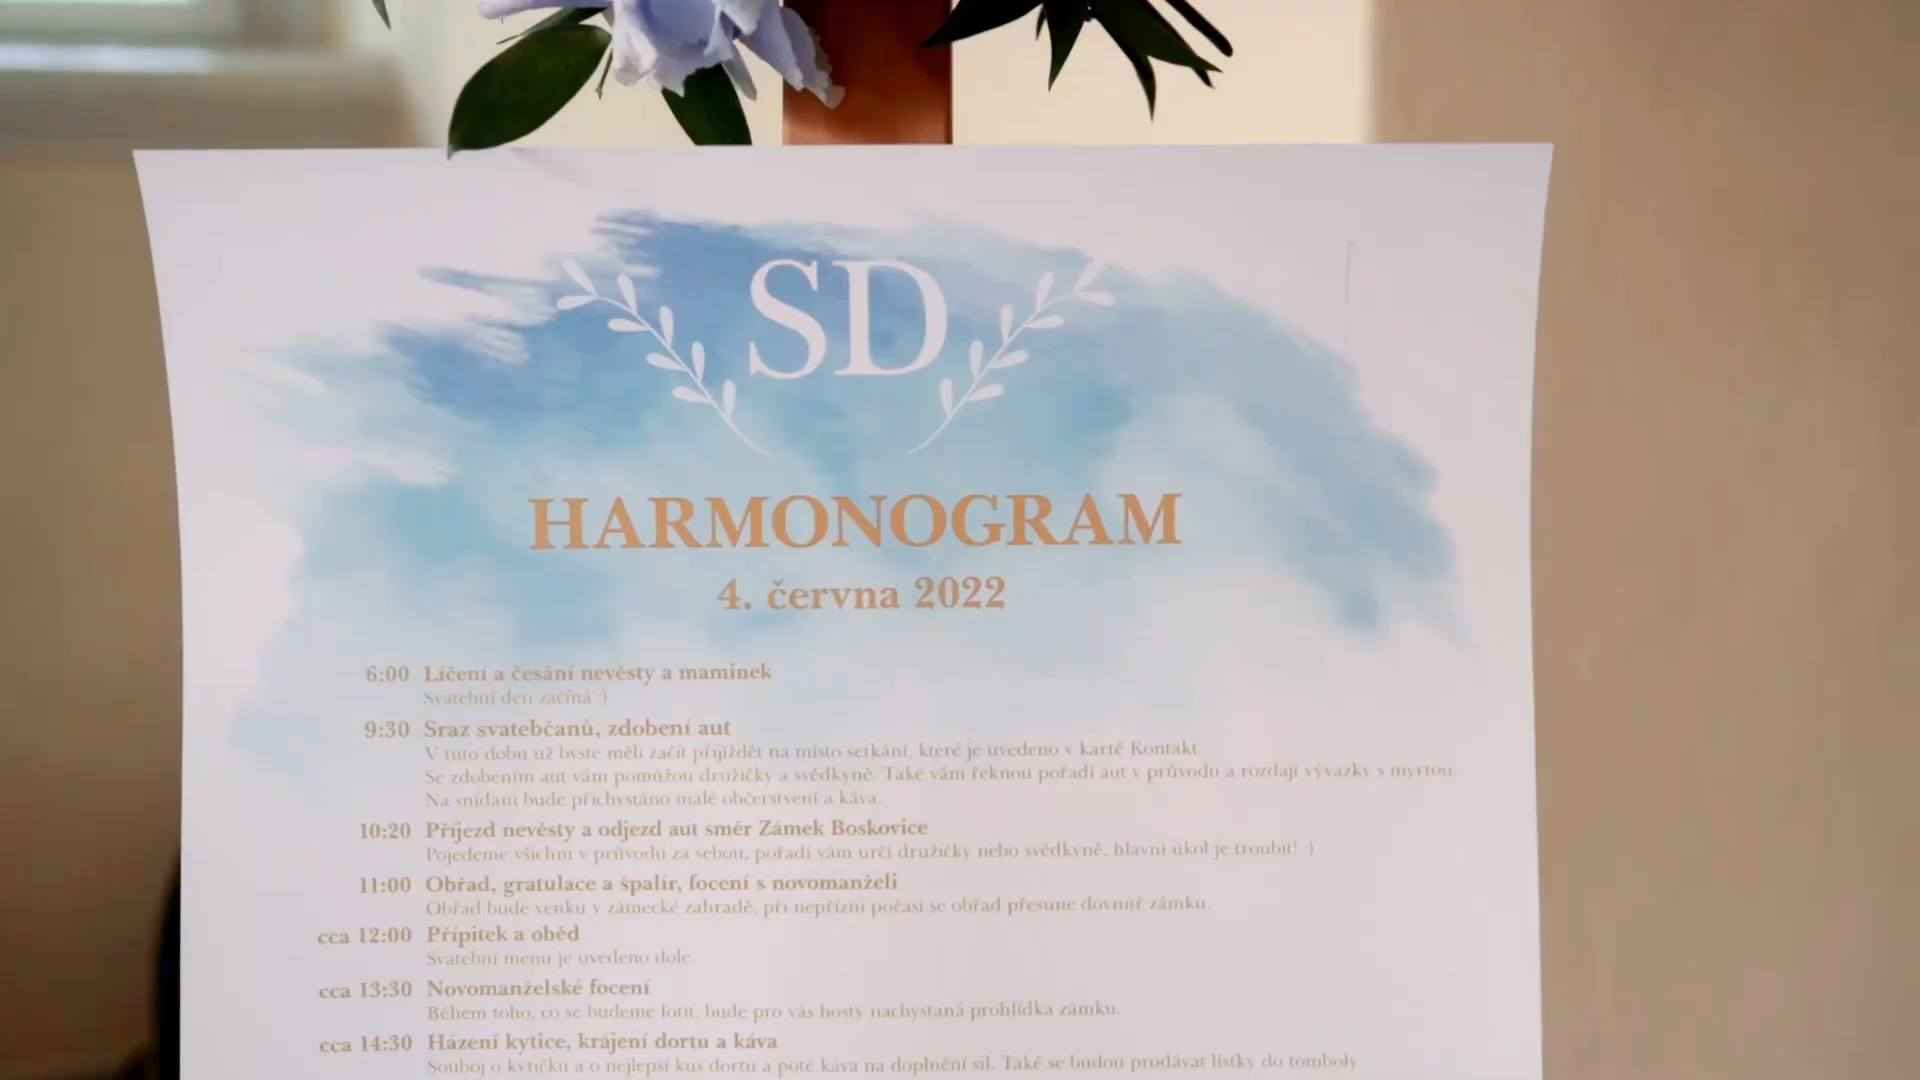 SD
HARMONOGRAM
4. června 2022
6:00 Líčení a česání nevěsty a maminek
Svatební den začíná :)
9:30 Sraz svatebčanů, zdobení aut
V tuto dobu už byste měli začít přijíždět na místo setkání, které je uvedeno v kartě Kontakt.
Se zdobením aut vám pomůžou družičky a svědkyně. Také vám řeknou pořadí aut v průvodu a rozdají vývazky s myrtou.
Na snídani bude přichystáno malé občerstvení a káva.
10:20 Příjezd nevěsty a odjezd aut směr Zámek Boskovice
Pojedeme všichni v průvodu za sebou, pořadí vám určí družičky nebo svědkyně, hlavní úkol je troubit! :)
11:00 Obřad, gratulace a špalír, focení s novomanželi
Obřad bude venku v zámecké zahradě, při nepřízni počasí se obřad přesune dovnitř zámku.
cca 12:00 Přípitek a oběd
Svatební menu je uvedeno dole.
cca 13:30 Novomanželské focení
Během toho, co se budeme fotit, bude pro vás hosty nachystaná prohlídka zámku.
cca 14:30 Házení kytice, krájení dortu a káva
Souboj o kytičku a o nejlepší kus dortu a poté káva na doplnění sil. Také se budou prodávat lístky do tomboly.